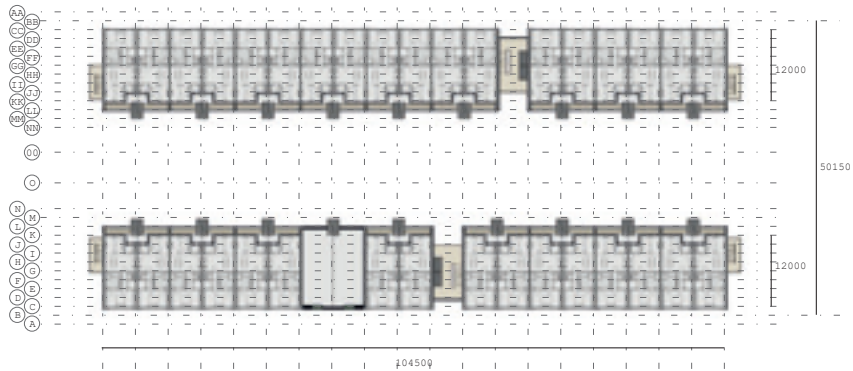 AA
BB
CC
DD
EE
FF
GG
HH
II
JJ
KK
LL
MM
NN
OO
O
N
M
L
K
J
I
H
G
F
E
D
C
B
A
12000
50150
12000
104500